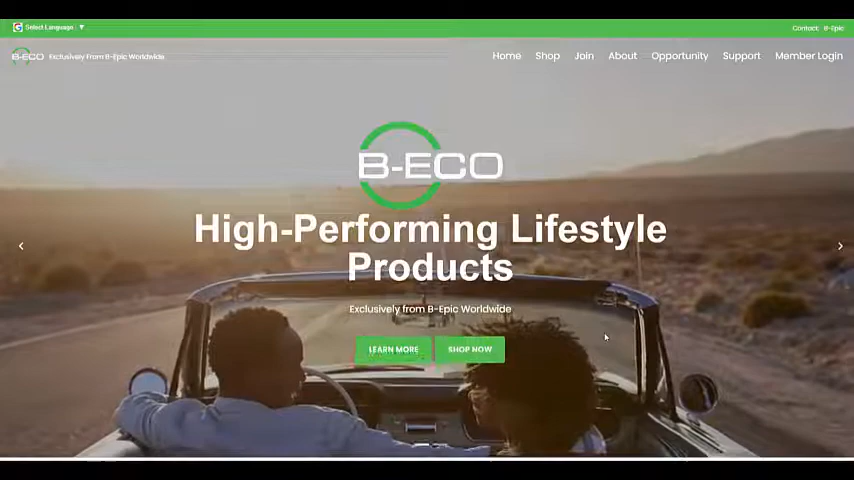 Select Language ▼
Contact: B-Epic
B-ECO Exclusively From B-Epic Worldwide
Home Shop Join About Opportunity Support Member Login
B-ECO
High-Performing Lifestyle
Products
Exclusively from B-Epic Worldwide
LEARN MORE SHOP NOW